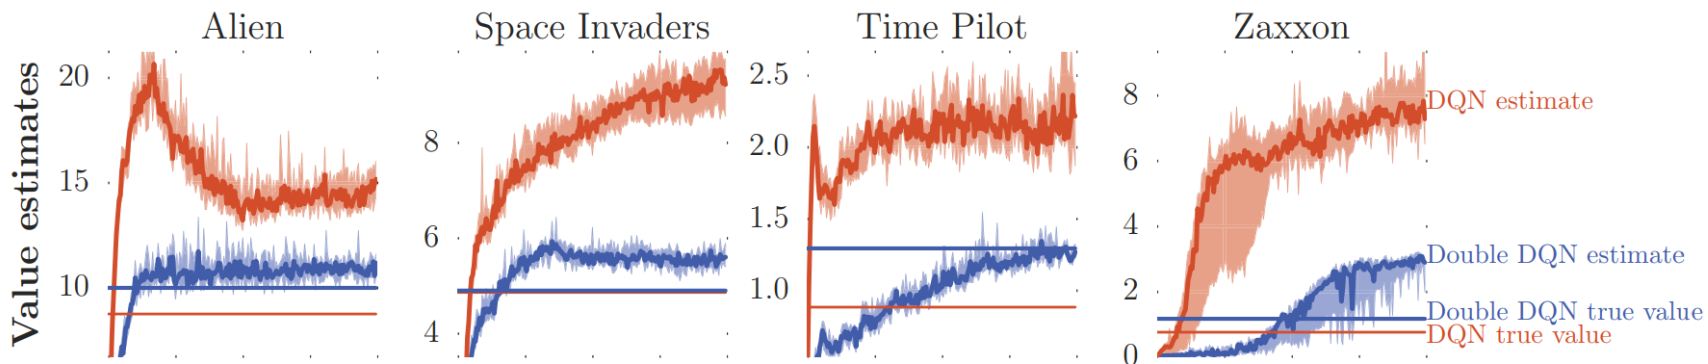 Alien
Space Invaders
Time Pilot
Zaxxon
Value estimates
20
15
10
8
6
4
2.5
2.0
1.5
1.0
8
6
4
2
0
DQN estimate
Double DQN estimate
Double DQN true value
DQN true value